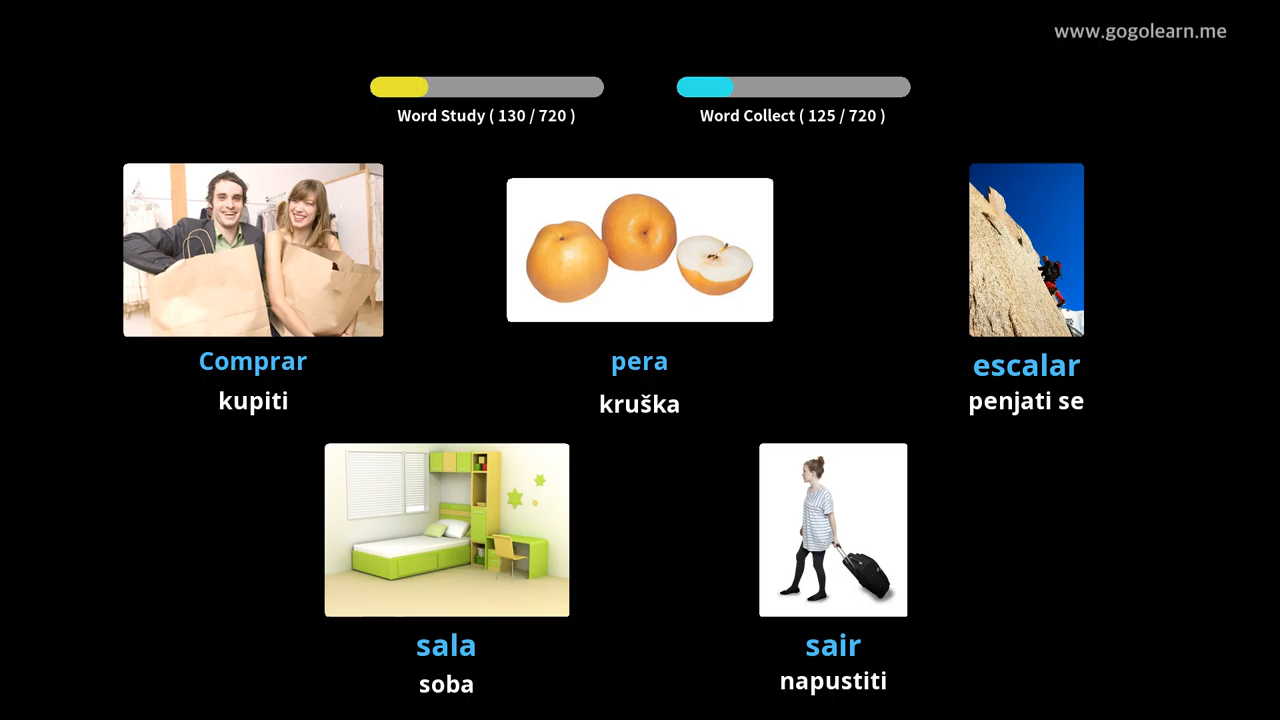 www.gogolearn.me
Word Study ( 130 / 720 )
Word Collect ( 125 / 720 )
Comprar
kupiti
pera
kruška
escalar
penjati se
sala
soba
sair
napustiti